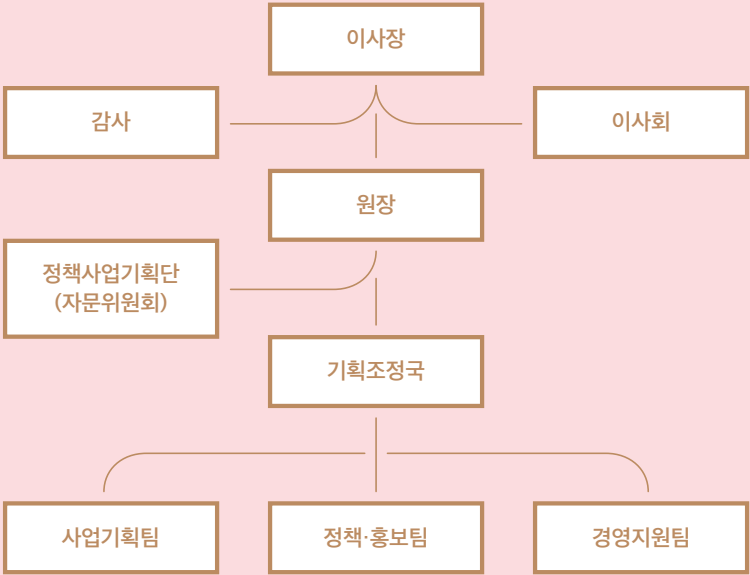 이사장
감사
이사회
원장
정책사업기획단
(자문위원회)
기획조정국
사업기획팀
정책·홍보팀
경영지원팀